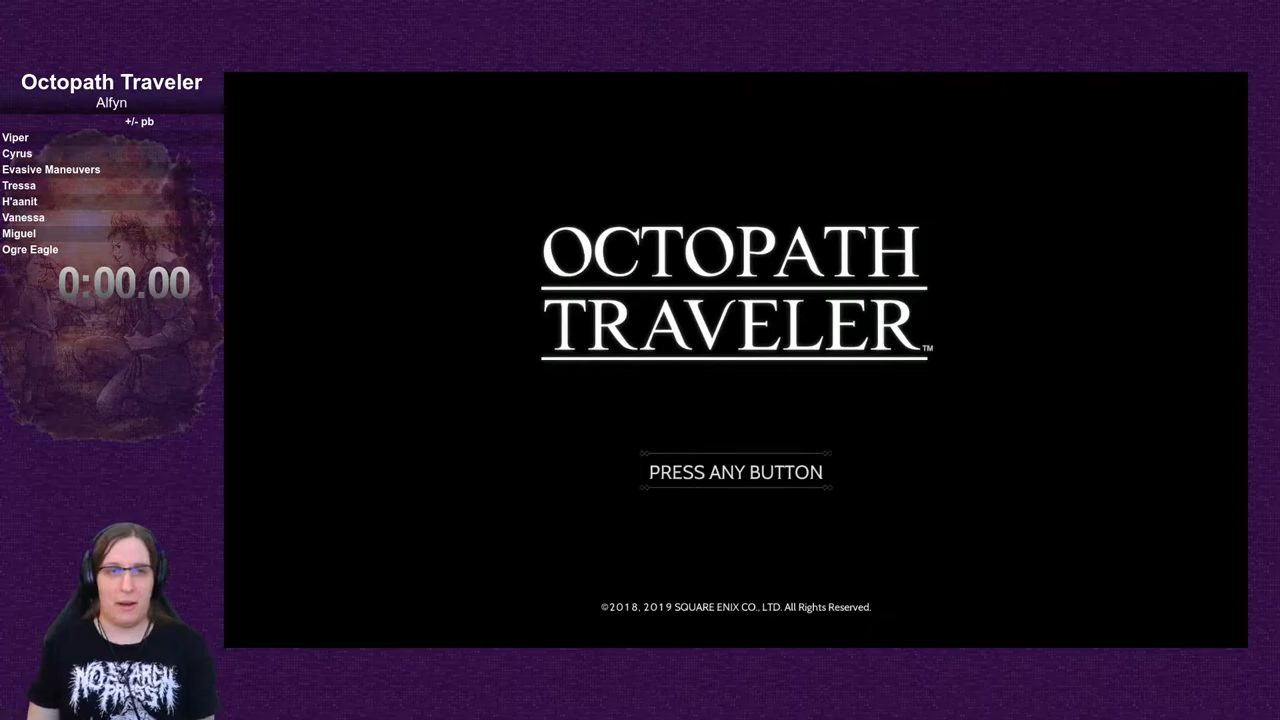 Octopath Traveler
Alfyn
+/- pb
Viper
Cyrus
Evasive Maneuvers
Tressa
H'aanit
Vanessa
Miguel
Ogre Eagle
0:00.00
OCTOPATH
TRAVELER™
PRESS ANY BUTTON
©2018, 2019 SQUARE ENIX CO., LTD. All Rights Reserved.